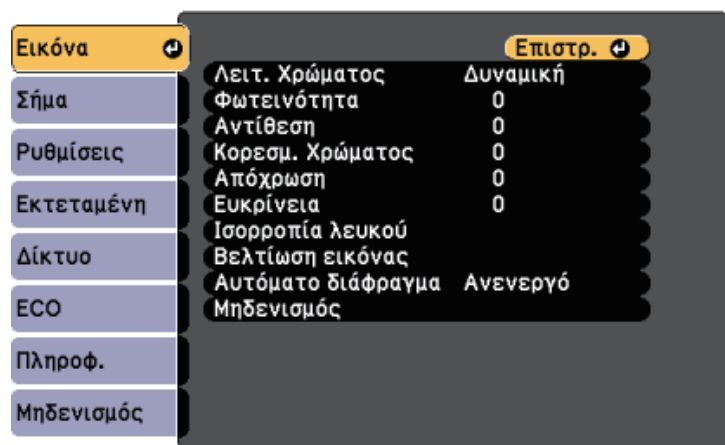 Εικόνα
Σήμα
Ρυθμίσεις
Εκτεταμένη
Δίκτυο
ECO
Πληροφ.
Μηδενισμός
Επιστρ.
Λειτ. Χρώματος Δυναμική
Φωτεινότητα 0
Αντίθεση 0
Κορεσμ. Χρώματος 0
Απόχρωση 0
Ευκρίνεια 0
Ισορροπία λευκού
Βελτίωση εικόνας
Αυτόματο διάφραγμα Ανενεργό
Μηδενισμός